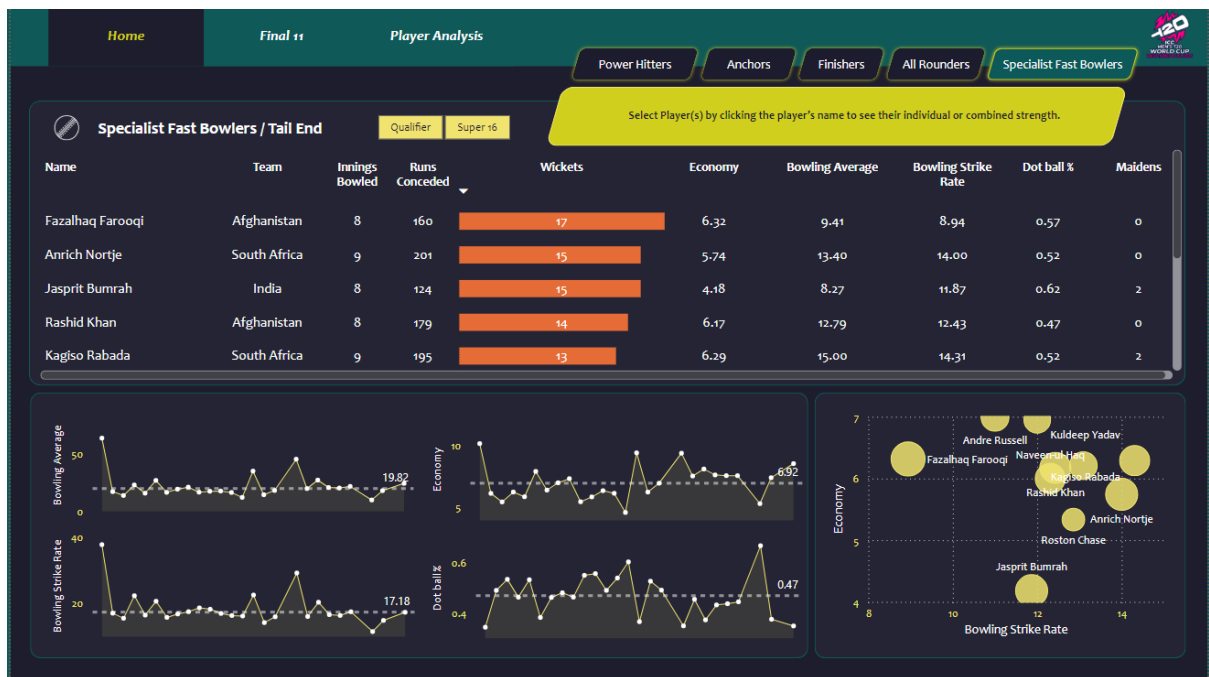 Home Final 11 Player Analysis
T20
ICC
MEN'S T20
WORLD CUP
Power Hitters Anchors Finishers All Rounders Specialist Fast Bowlers
Select Player(s) by clicking the player's name to see their individual or combined strength.
Specialist Fast Bowlers / Tail End Qualifier Super 16
Name Team Innings Bowled Runs Conceded Wickets Economy Bowling Average Bowling Strike Rate Dot ball % Maidens
Fazalhaq Farooqi Afghanistan 8 160 17 6.32 9.41 8.94 0.57 0
Anrich Nortje South Africa 9 201 15 5.74 13.40 14.00 0.52 0
Jasprit Bumrah India 8 124 15 4.18 8.27 11.87 0.62 2
Rashid Khan Afghanistan 8 179 14 6.17 12.79 12.43 0.47 0
Kagiso Rabada South Africa 9 195 13 6.29 15.00 14.31 0.52 2
Bowling Average
50
0
19.82
Economy
10
5
6.92
Bowling Strike Rate
40
20
17.18
Dot ball %
0.6
0.4
0.47
Economy
7
6
5
4
Andre Russell
Kuldeep Yadav
Fazalhaq Farooqi
Naveen-ul-Haq
Kagiso Rabada
Rashid Khan
Anrich Nortje
Roston Chase
Jasprit Bumrah
8 10 12 14
Bowling Strike Rate